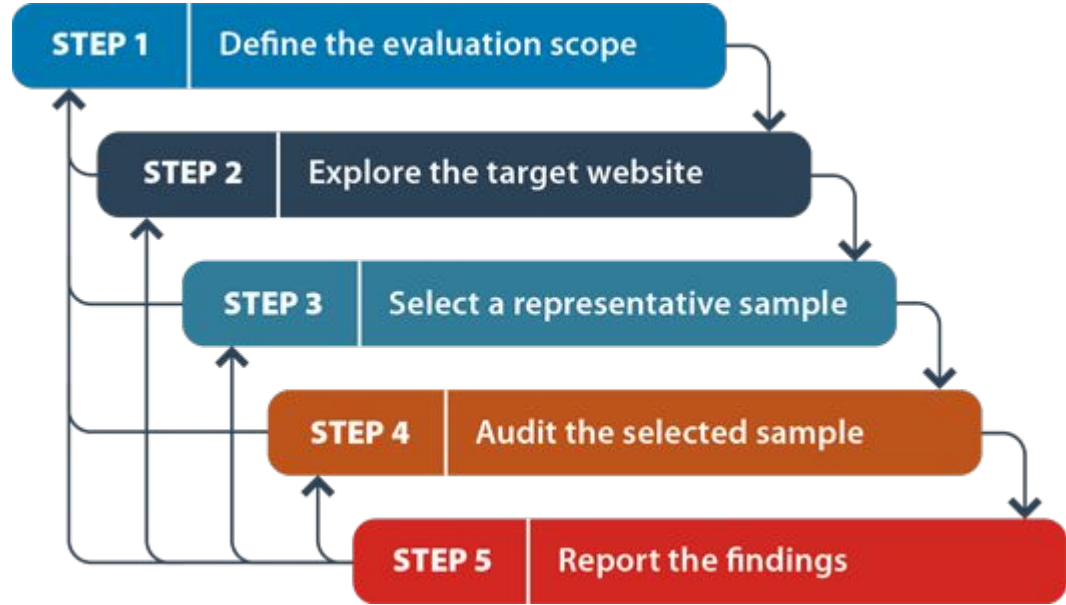 STEP 1 Define the evaluation scope
STEP 2 Explore the target website
STEP 3 Select a representative sample
STEP 4 Audit the selected sample
STEP 5 Report the findings